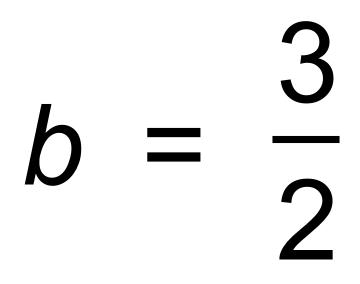 b = 3/2